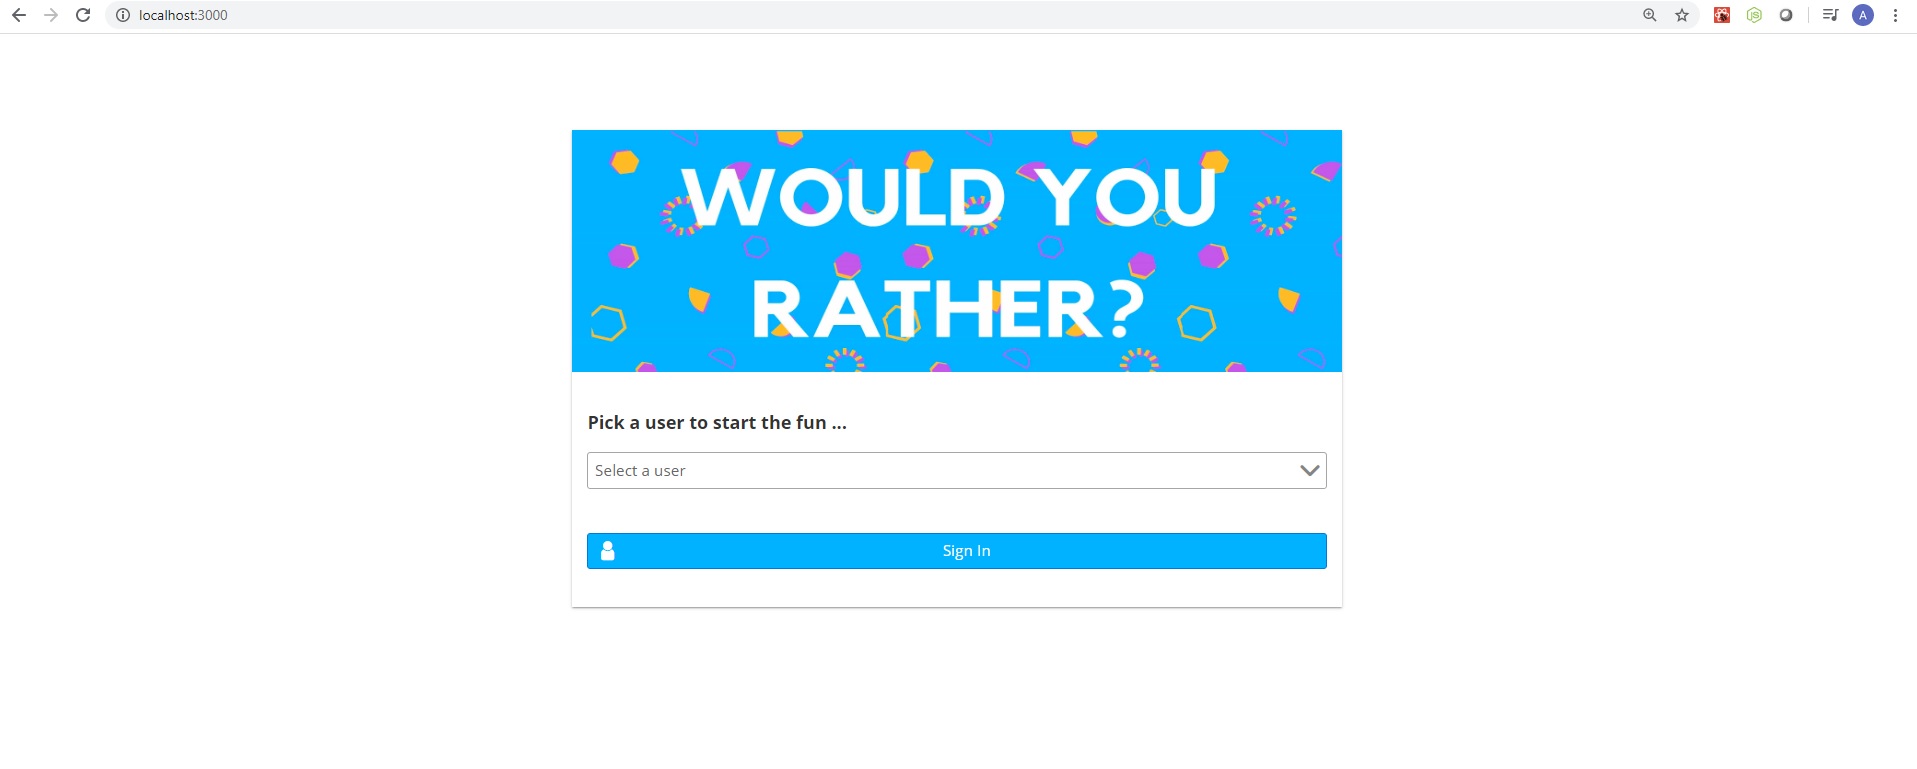 localhost:3000
A
WOULD YOU
RATHER?
Pick a user to start the fun ...
Select a user
Sign In